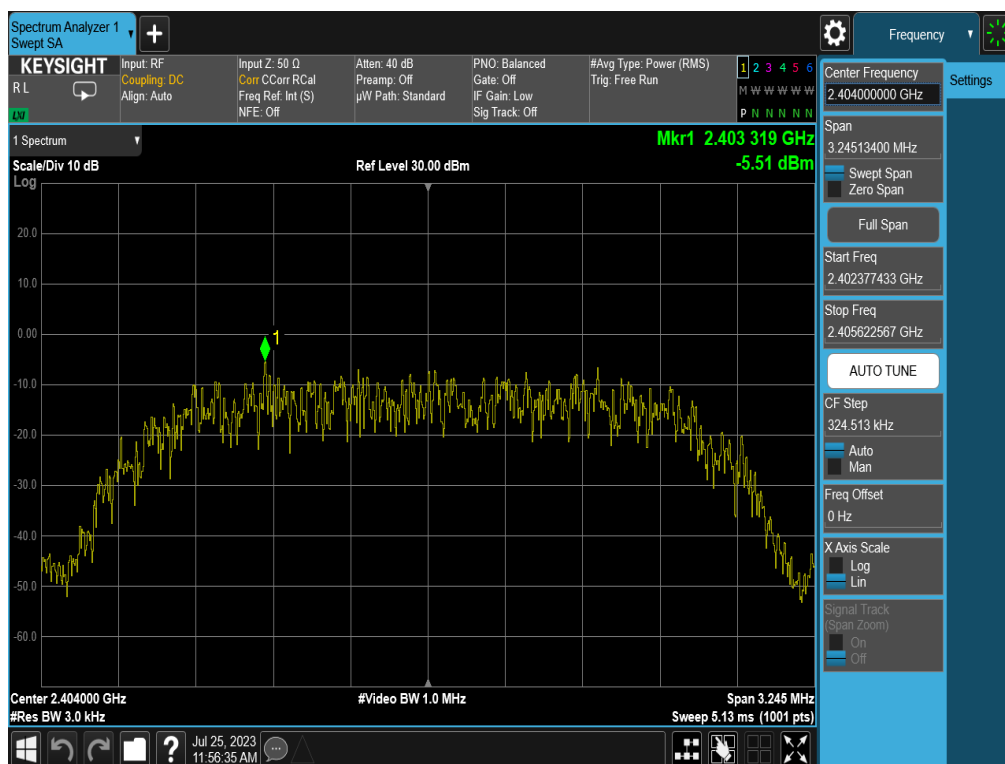 Spectrum Analyzer 1
Swept SA
+
Frequency
KEYSIGHT
R L
LXI
Input: RF
Coupling: DC
Align: Auto
Input Z: 50 Ω
Corr CCorr RCal
Freq Ref: Int (S)
NFE: Off
Atten: 40 dB
Preamp: Off
µW Path: Standard
PNO: Balanced
Gate: Off
IF Gain: Low
Sig Track: Off
#Avg Type: Power (RMS)
Trig: Free Run
1 2 3 4 5 6
M W W W W W
P N N N N N
1 Spectrum
Mkr1 2.403 319 GHz
Scale/Div 10 dB
Ref Level 30.00 dBm
-5.51 dBm
Log
20.0
10.0
0.00
1
-10.0
-20.0
-30.0
-40.0
-50.0
-60.0
Center 2.404000 GHz
#Video BW 1.0 MHz
Span 3.245 MHz
#Res BW 3.0 kHz
Sweep 5.13 ms (1001 pts)
Center Frequency
2.404000000 GHz
Settings
Span
3.24513400 MHz
Swept Span
Zero Span
Full Span
Start Freq
2.402377433 GHz
Stop Freq
2.405622567 GHz
AUTO TUNE
CF Step
324.513 kHz
Auto
Man
Freq Offset
0 Hz
X Axis Scale
Log
Lin
Signal Track
(Span Zoom)
On
Off
?
Jul 25, 2023
11:56:35 AM